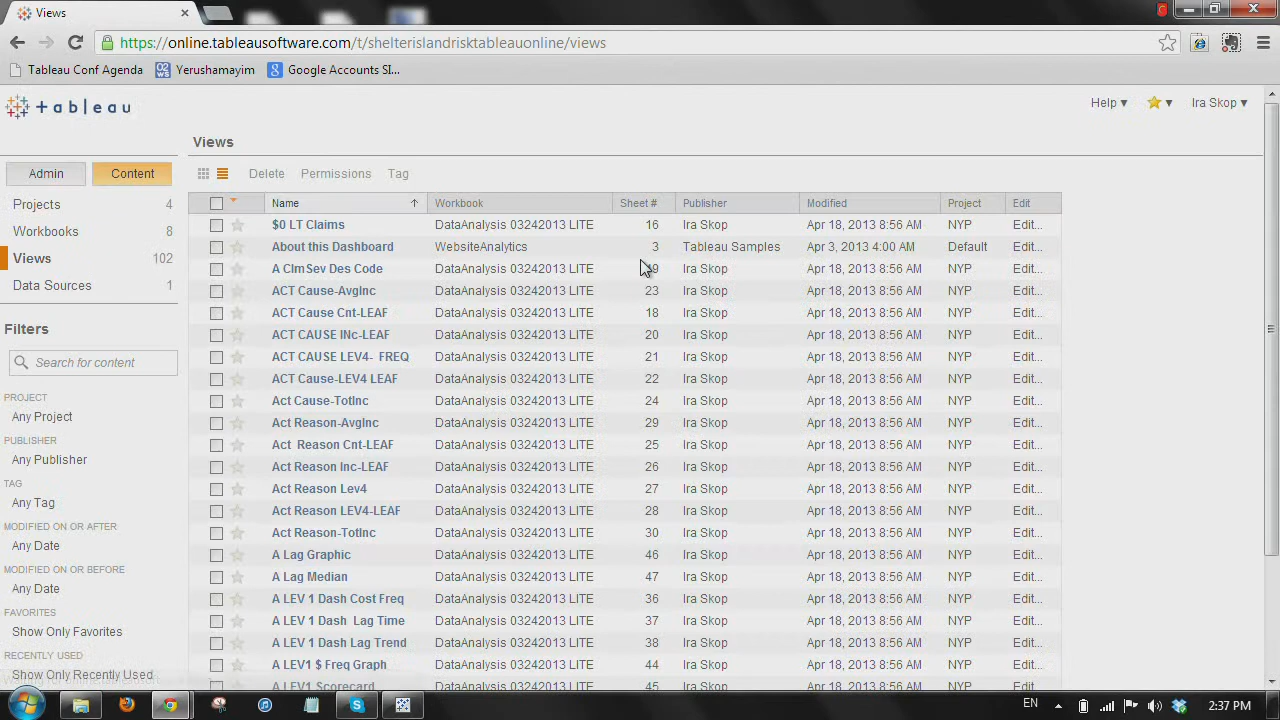 Views
https://online.tableausoftware.com/t/shelterislandrisktableauonline/views
Tableau Conf Agenda Yerushamayim Google Accounts SI...
+ a b | e a u
Help Ira Skop
Views
Admin Content
Delete Permissions Tag
Projects 4
Workbooks 8
Views 102
Data Sources 1
Filters
Search for content
PROJECT
Any Project
PUBLISHER
Any Publisher
TAG
Any Tag
MODIFIED ON OR AFTER
Any Date
MODIFIED ON OR BEFORE
Any Date
FAVORITES
Show Only Favorites
RECENTLY USED
Show Only Recently Used
Name Workbook Sheet # Publisher Modified Project Edit
$0 LT Claims DataAnalysis 03242013 LITE 16 Ira Skop Apr 18, 2013 8:56 AM NYP Edit...
About this Dashboard WebsiteAnalytics 3 Tableau Samples Apr 3, 2013 4:00 AM Default Edit...
A ClmSev Des Code DataAnalysis 03242013 LITE Ira Skop Apr 18, 2013 8:56 AM NYP Edit...
ACT Cause-AvgInc DataAnalysis 03242013 LITE 23 Ira Skop Apr 18, 2013 8:56 AM NYP Edit...
ACT Cause Cnt-LEAF DataAnalysis 03242013 LITE 18 Ira Skop Apr 18, 2013 8:56 AM NYP Edit...
ACT CAUSE INc-LEAF DataAnalysis 03242013 LITE 20 Ira Skop Apr 18, 2013 8:56 AM NYP Edit...
ACT CAUSE LEV4- FREQ DataAnalysis 03242013 LITE 21 Ira Skop Apr 18, 2013 8:56 AM NYP Edit...
ACT Cause-LEV4 LEAF DataAnalysis 03242013 LITE 22 Ira Skop Apr 18, 2013 8:56 AM NYP Edit...
Act Cause-TotInc DataAnalysis 03242013 LITE 24 Ira Skop Apr 18, 2013 8:56 AM NYP Edit...
Act Reason-AvgInc DataAnalysis 03242013 LITE 29 Ira Skop Apr 18, 2013 8:56 AM NYP Edit...
Act Reason Cnt-LEAF DataAnalysis 03242013 LITE 25 Ira Skop Apr 18, 2013 8:56 AM NYP Edit...
Act Reason Inc-LEAF DataAnalysis 03242013 LITE 26 Ira Skop Apr 18, 2013 8:56 AM NYP Edit...
Act Reason Lev4 DataAnalysis 03242013 LITE 27 Ira Skop Apr 18, 2013 8:56 AM NYP Edit...
Act Reason LEV4-LEAF DataAnalysis 03242013 LITE 28 Ira Skop Apr 18, 2013 8:56 AM NYP Edit...
Act Reason-TotInc DataAnalysis 03242013 LITE 30 Ira Skop Apr 18, 2013 8:56 AM NYP Edit...
A Lag Graphic DataAnalysis 03242013 LITE 46 Ira Skop Apr 18, 2013 8:56 AM NYP Edit...
A Lag Median DataAnalysis 03242013 LITE 47 Ira Skop Apr 18, 2013 8:56 AM NYP Edit...
A LEV 1 Dash Cost Freq DataAnalysis 03242013 LITE 36 Ira Skop Apr 18, 2013 8:56 AM NYP Edit...
A LEV 1 Dash Lag Time DataAnalysis 03242013 LITE 37 Ira Skop Apr 18, 2013 8:56 AM NYP Edit...
A LEV 1 Dash Lag Trend DataAnalysis 03242013 LITE 38 Ira Skop Apr 18, 2013 8:56 AM NYP Edit...
A LEV1 $ Freq Graph DataAnalysis 03242013 LITE 44 Ira Skop Apr 18, 2013 8:56 AM NYP Edit...
A LEV1 Scorecard DataAnalysis 03242013 LITE 45 Ira Skop Apr 18, 2013 8:56 AM NYP Edit...
EN 2:37 PM